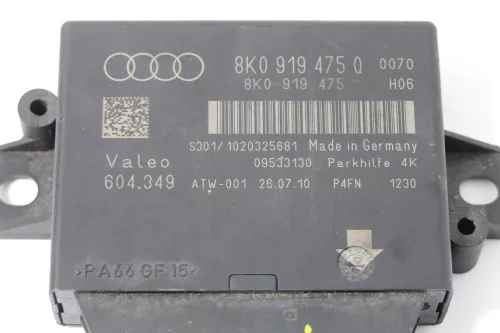 8K0 919 475 Q 0070
8K0 919 475 H06
S301/1020325681 Made in Germany
Valeo 09533130 Parkhilfe 4K
604.349 ATW-001 26.07.10 P4FN 1230
>PA66 GF15<